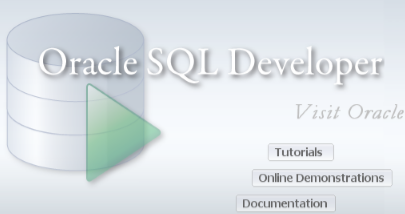 Oracle SQL Developer
Visit Oracle
Tutorials
Online Demonstrations
Documentation